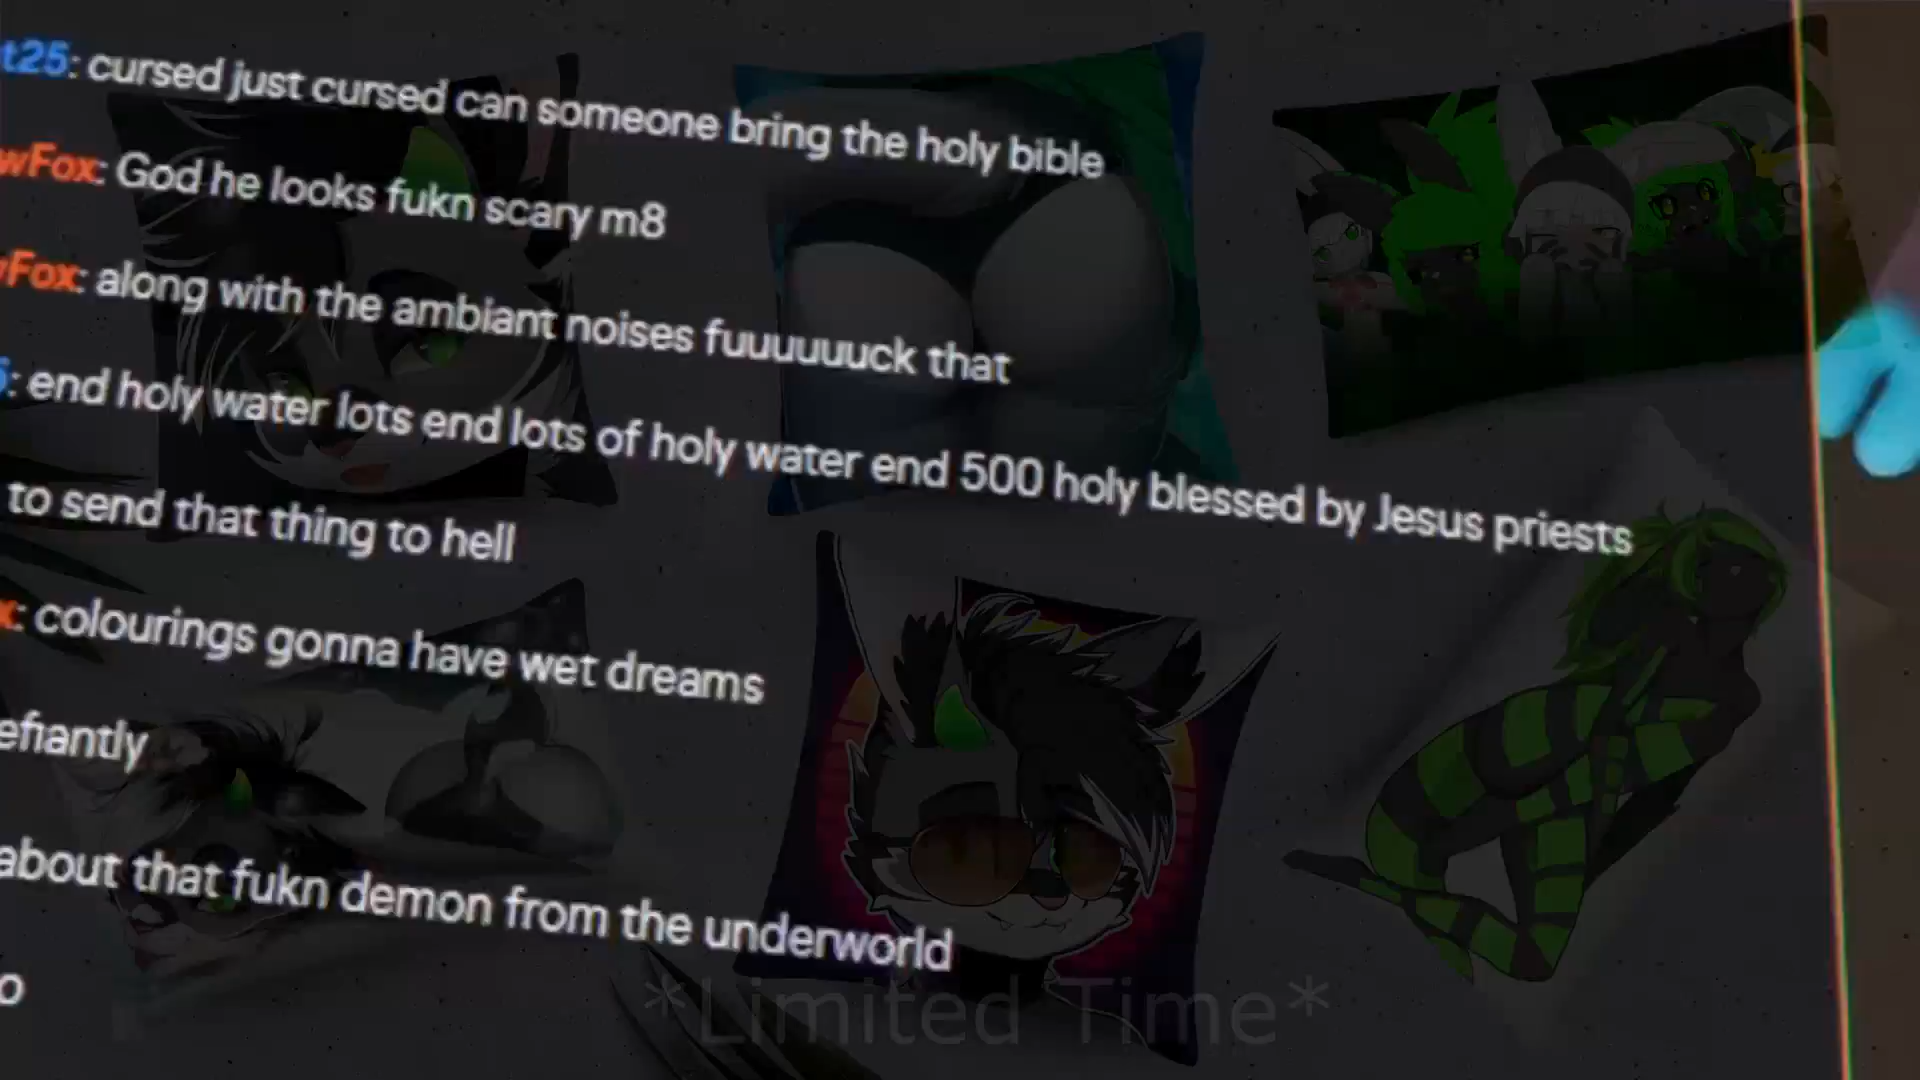 t25: cursed just cursed can someone bring the holy bible
wFox: God he looks fukn scary m8
Fox: along with the ambiant noises fuuuuuuck that
: end holy water lots end lots of holy water end 500 holy blessed by Jesus priests
to send that thing to hell
x: colourings gonna have wet dreams
efiantly
about that fukn demon from the underworld
o
*Limited Time*